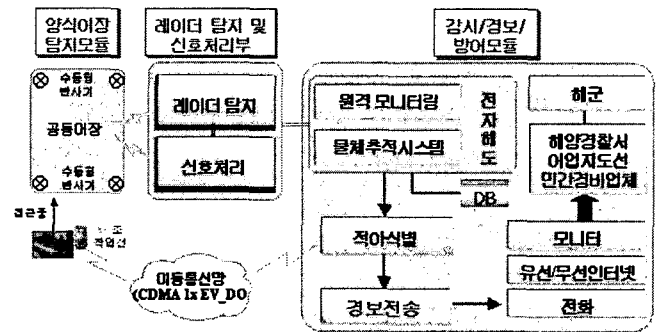 양식어장
탐지모듈
레이더 탐지 및
신호처리부
감시/경보/
방어모듈
수동형
반사기
공동어장
수동형
반사기
레이더 탐지
신호처리
원격 모니터링
물체추적시스템
전자해도
DB
적아식별
경보전송
해군
해양경찰서
어업지도선
민간경비업체
모니터
유선/무선인터넷
전화
접근중
작업선
이동통신망
(CDMA 1x EV_DO